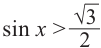 sin x > √3/2